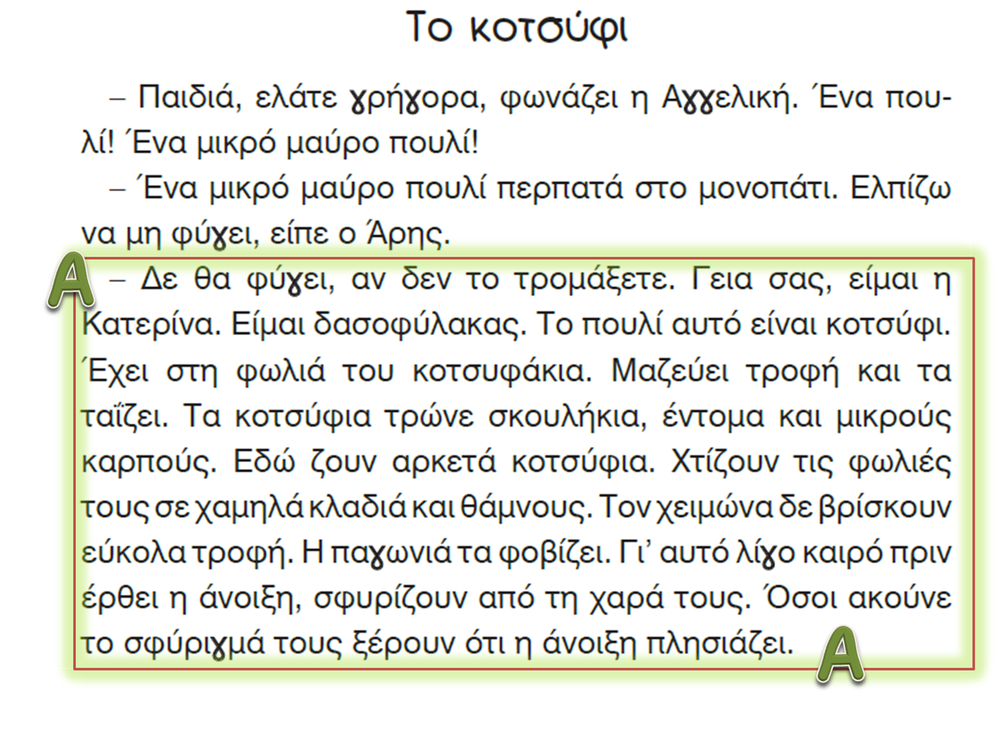 Το κοτσύφι
– Παιδιά, ελάτε γρήγορα, φωνάζει η Αγγελική. Ένα που-
λί! Ένα μικρό μαύρο πουλί!
– Ένα μικρό μαύρο πουλί περπατά στο μονοπάτι. Ελπίζω
να μη φύγει, είπε ο Άρης.
Α
– Δε θα φύγει, αν δεν το τρομάξετε. Γεια σας, είμαι η
Κατερίνα. Είμαι δασοφύλακας. Το πουλί αυτό είναι κοτσύφι.
Έχει στη φωλιά του κοτσυφάκια. Μαζεύει τροφή και τα
ταΐζει. Τα κοτσύφια τρώνε σκουλήκια, έντομα και μικρούς
καρπούς. Εδώ ζουν αρκετά κοτσύφια. Χτίζουν τις φωλιές
τους σε χαμηλά κλαδιά και θάμνους. Τον χειμώνα δε βρίσκουν
εύκολα τροφή. Η παγωνιά τα φοβίζει. Γι’ αυτό λίγο καιρό πριν
έρθει η άνοιξη, σφυρίζουν από τη χαρά τους. Όσοι ακούνε
το σφύριγμά τους ξέρουν ότι η άνοιξη πλησιάζει.
Α